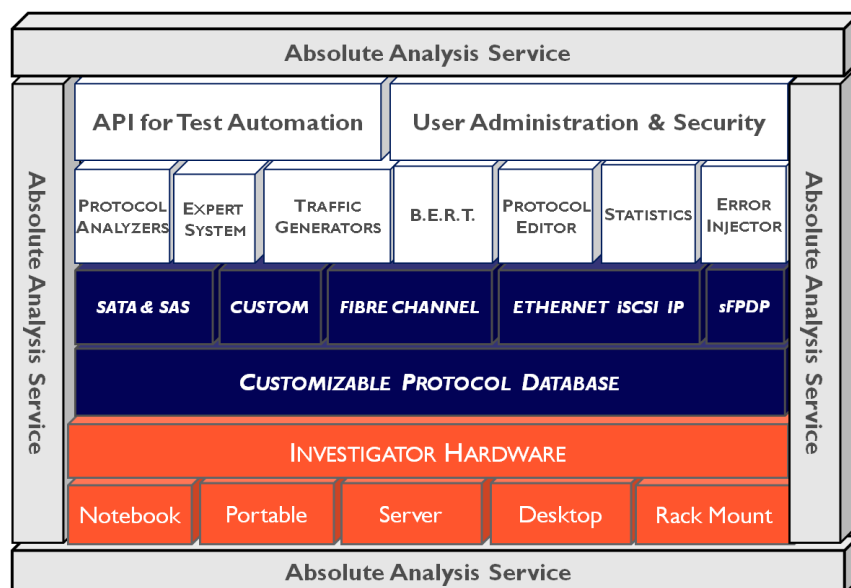 Absolute Analysis Service
Absolute Analysis Service
Absolute Analysis Service
API for Test Automation
User Administration & Security
PROTOCOL
ANALYZERS
EXPERT
SYSTEM
TRAFFIC
GENERATORS
B.E.R.T.
PROTOCOL
EDITOR
STATISTICS
ERROR
INJECTOR
SATA & SAS
CUSTOM
FIBRE CHANNEL
ETHERNET iSCSI IP
sFPDP
CUSTOMIZABLE PROTOCOL DATABASE
INVESTIGATOR HARDWARE
Notebook
Portable
Server
Desktop
Rack Mount
Absolute Analysis Service